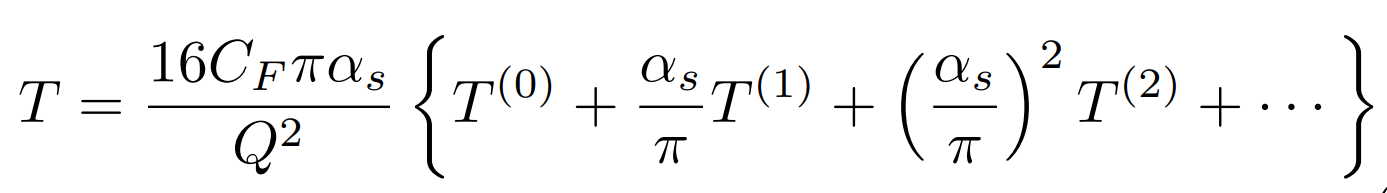 T = \frac{16 C_F \pi \alpha_s}{Q^2} \left\{ T^{(0)} + \frac{\alpha_s}{\pi} T^{(1)} + \left( \frac{\alpha_s}{\pi} \right)^2 T^{(2)} + \cdots \right\}